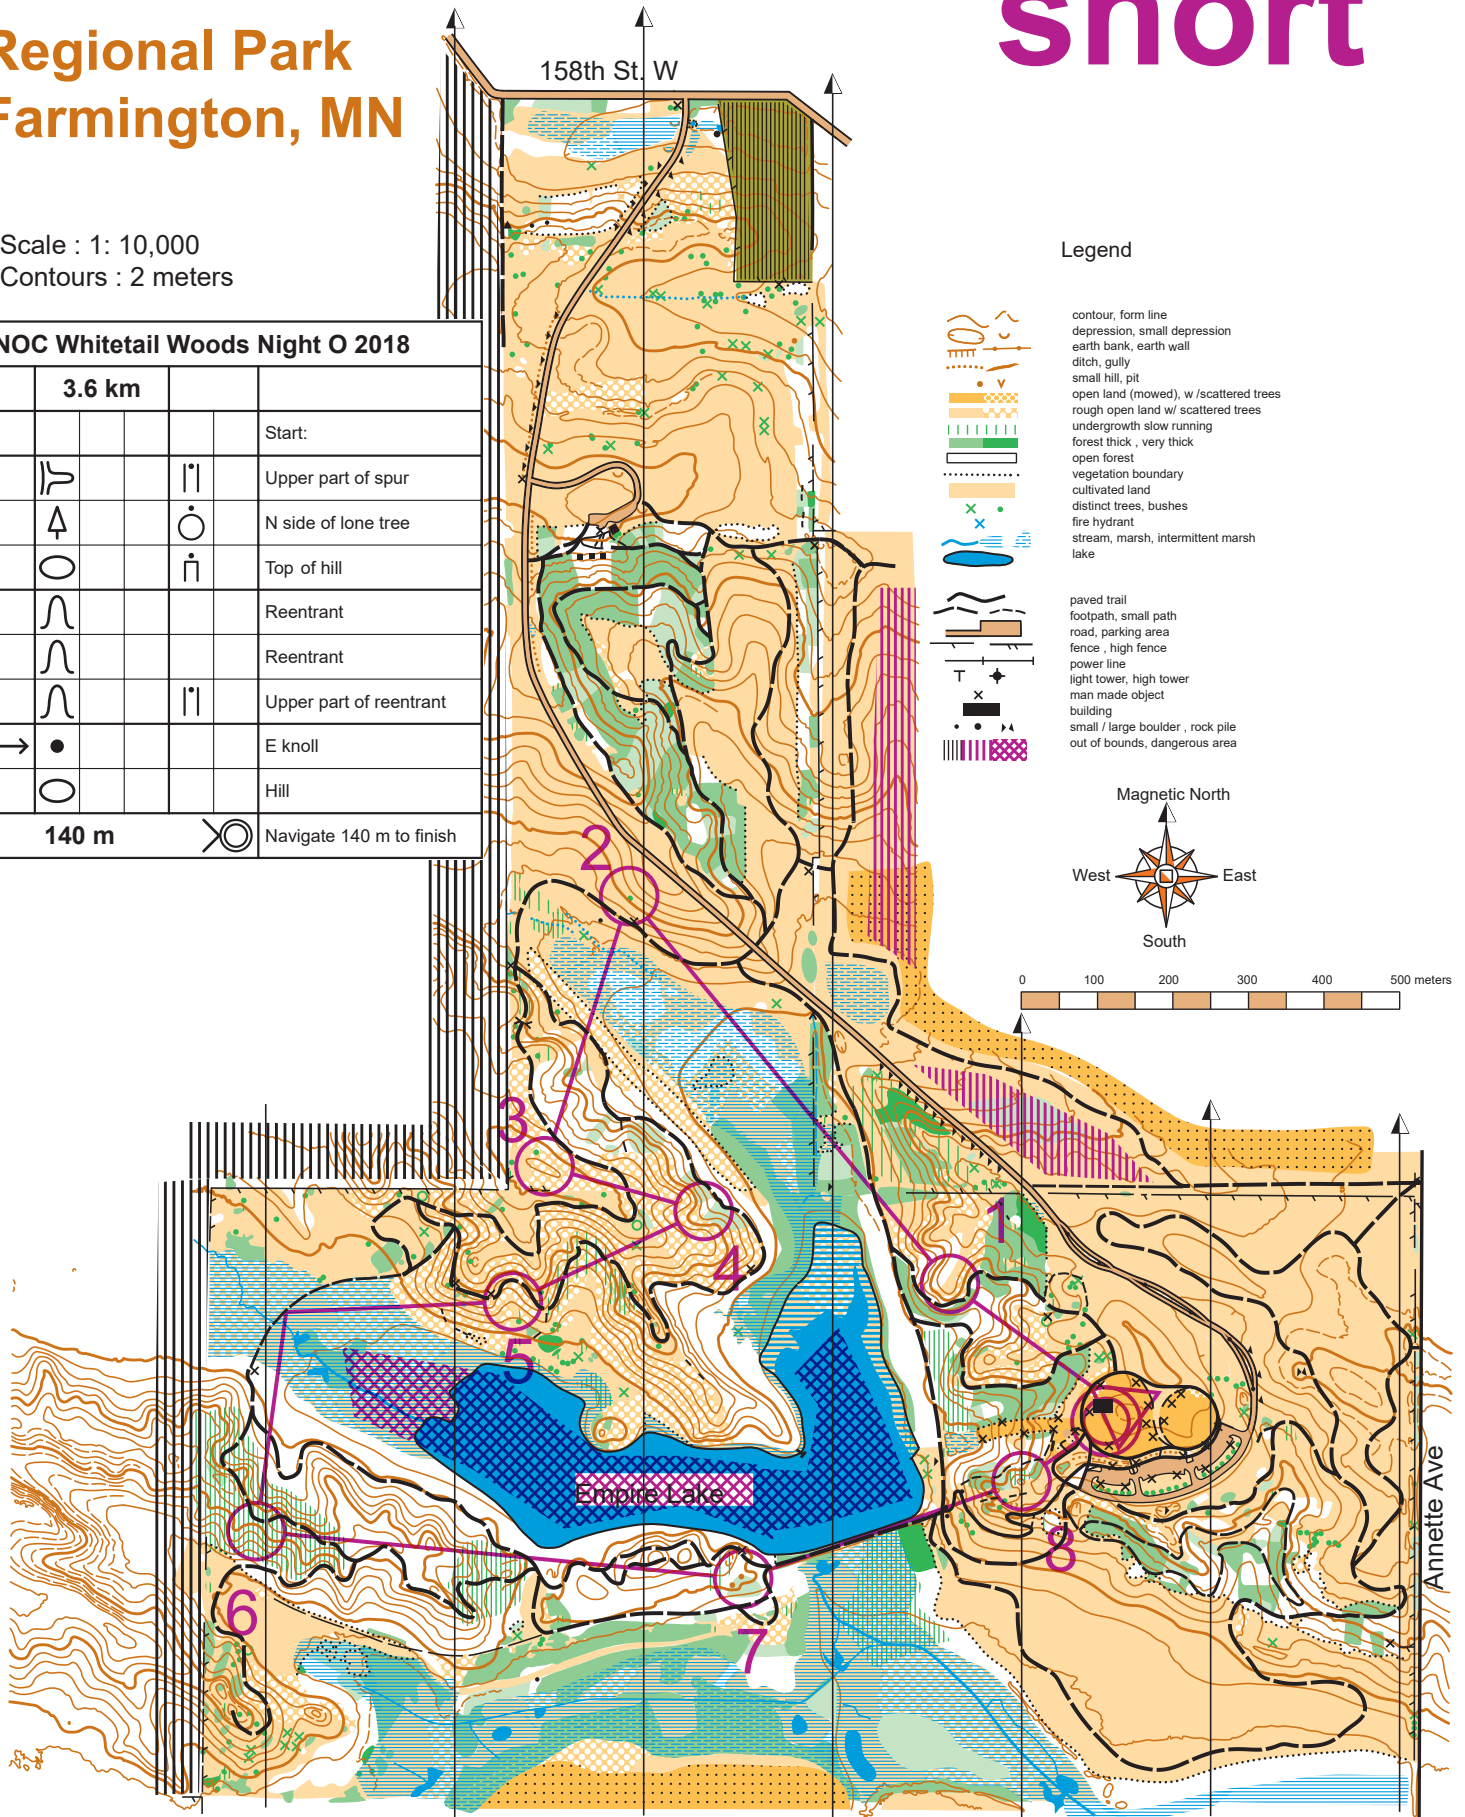 short
Regional Park
Farmington, MN
158th St. W
Scale : 1: 10,000
Contours : 2 meters
NOC Whitetail Woods Night O 2018
3.6 km
Start:
Upper part of spur
N side of lone tree
Top of hill
Reentrant
Reentrant
Upper part of reentrant
E knoll
Hill
140 m
Navigate 140 m to finish
Legend
contour, form line
depression, small depression
earth bank, earth wall
ditch, gully
small hill, pit
open land (mowed), w /scattered trees
rough open land w/ scattered trees
undergrowth slow running
forest thick , very thick
open forest
vegetation boundary
cultivated land
distinct trees, bushes
fire hydrant
stream, marsh, intermittent marsh
lake
paved trail
footpath, small path
road, parking area
fence , high fence
power line
light tower, high tower
man made object
building
small / large boulder , rock pile
out of bounds, dangerous area
Magnetic North
West East
South
0 100 200 300 400 500 meters
2
3
1
4
5
Empire Lake
8
6
7
Annette Ave